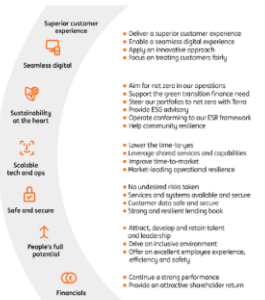 Superior customer
experience
Seamless digital
• Deliver a superior customer experience
• Enable a seamless digital experience
• Apply an innovative approach
• Focus on treating customers fairly
Sustainability
at the heart
• Aim for net zero in our operations
• Support the green transition finance need
• Steer our portfolios to net zero with Terra
• Provide ESG advisory
• Operate conforming to our ESR framework
• Help community resilience
Scalable
tech and ops
• Lower the time-to-yes
• Leverage shared services and capabilities
• Improve time-to-market
• Market-leading operational resilience
Safe and secure
• No undesired risks taken
• Services and systems available and secure
• Customer data safe and secure
• Strong and resilient lending book
People's full
potential
• Attract, develop and retain talent
and leadership
• Drive an inclusive environment
• Offer an excellent employee experience,
efficiency and safety
Financials
• Continue a strong performance
• Provide an attractive shareholder return